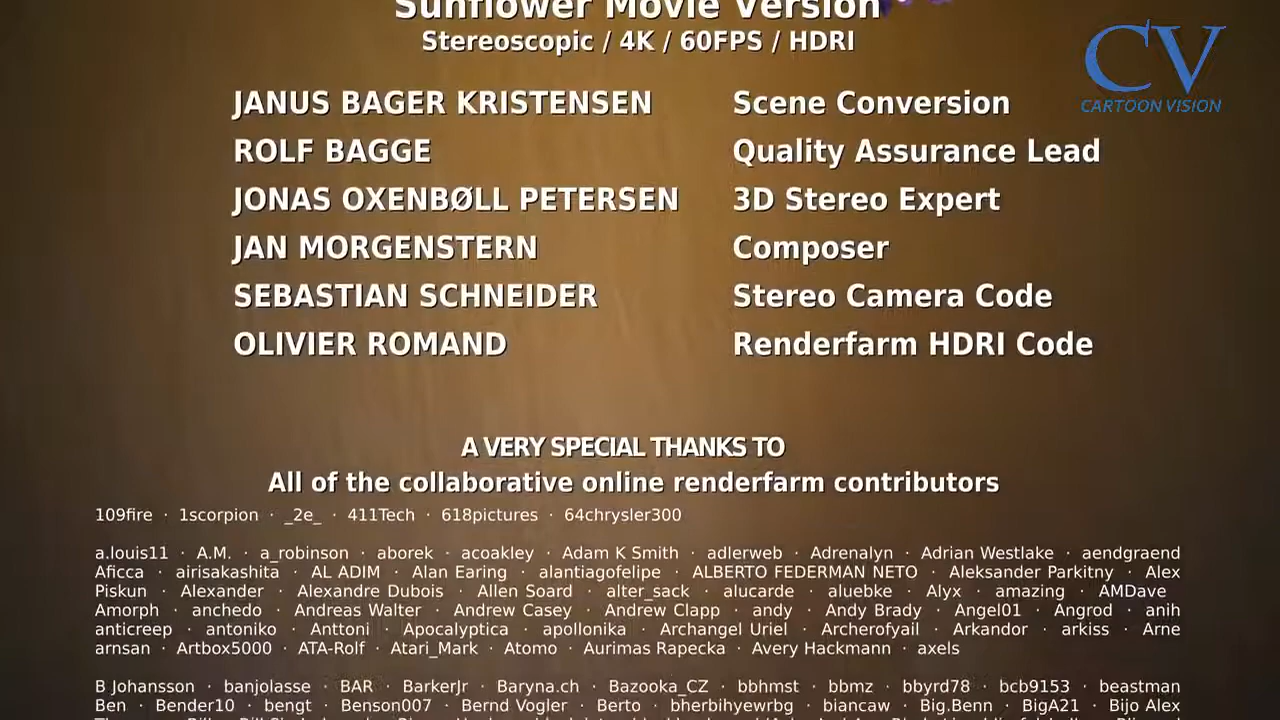 Sunflower Movie Version
Stereoscopic / 4K / 60FPS / HDRI
CV
CARTOON VISION
JANUS BAGER KRISTENSEN Scene Conversion
ROLF BAGGE Quality Assurance Lead
JONAS OXENBØLL PETERSEN 3D Stereo Expert
JAN MORGENSTERN Composer
SEBASTIAN SCHNEIDER Stereo Camera Code
OLIVIER ROMAND Renderfarm HDRI Code
A VERY SPECIAL THANKS TO
All of the collaborative online renderfarm contributors
109fire · 1scorpion · _2e_ · 411Tech · 618pictures · 64chrysler300
a.louis11 · A.M. · a_robinson · aborek · acoakley · Adam K Smith · adlerweb · Adrenalyn · Adrian Westlake · aendgraend
Aficca · airisakashita · AL ADIM · Alan Earing · alantiagofelipe · ALBERTO FEDERMAN NETO · Aleksander Parkitny · Alex
Piskun · Alexander · Alexandre Dubois · Allen Soard · alter_sack · alucarde · aluebke · Alyx · amazing · AMDave
Amorph · anchedo · Andreas Walter · Andrew Casey · Andrew Clapp · andy · Andy Brady · Angel01 · Angrod · anih
anticreep · antoniko · Anttoni · Apocalyptica · apollonika · Archangel Uriel · Archerofyail · Arkandor · arkiss · Arne
arnsan · Artbox5000 · ATA-Rolf · Atari_Mark · Atomo · Aurimas Rapecka · Avery Hackmann · axels
B Johansson · banjolasse · BAR · BarkerJr · Baryna.ch · Bazooka_CZ · bbhmst · bbmz · bbyrd78 · bcb9153 · beastman
Ben · Bender10 · bengt · Benson007 · Bernd Vogler · Berto · bherbihyewrbg · biancaw · Big.Benn · BigA21 · Bijo Alex